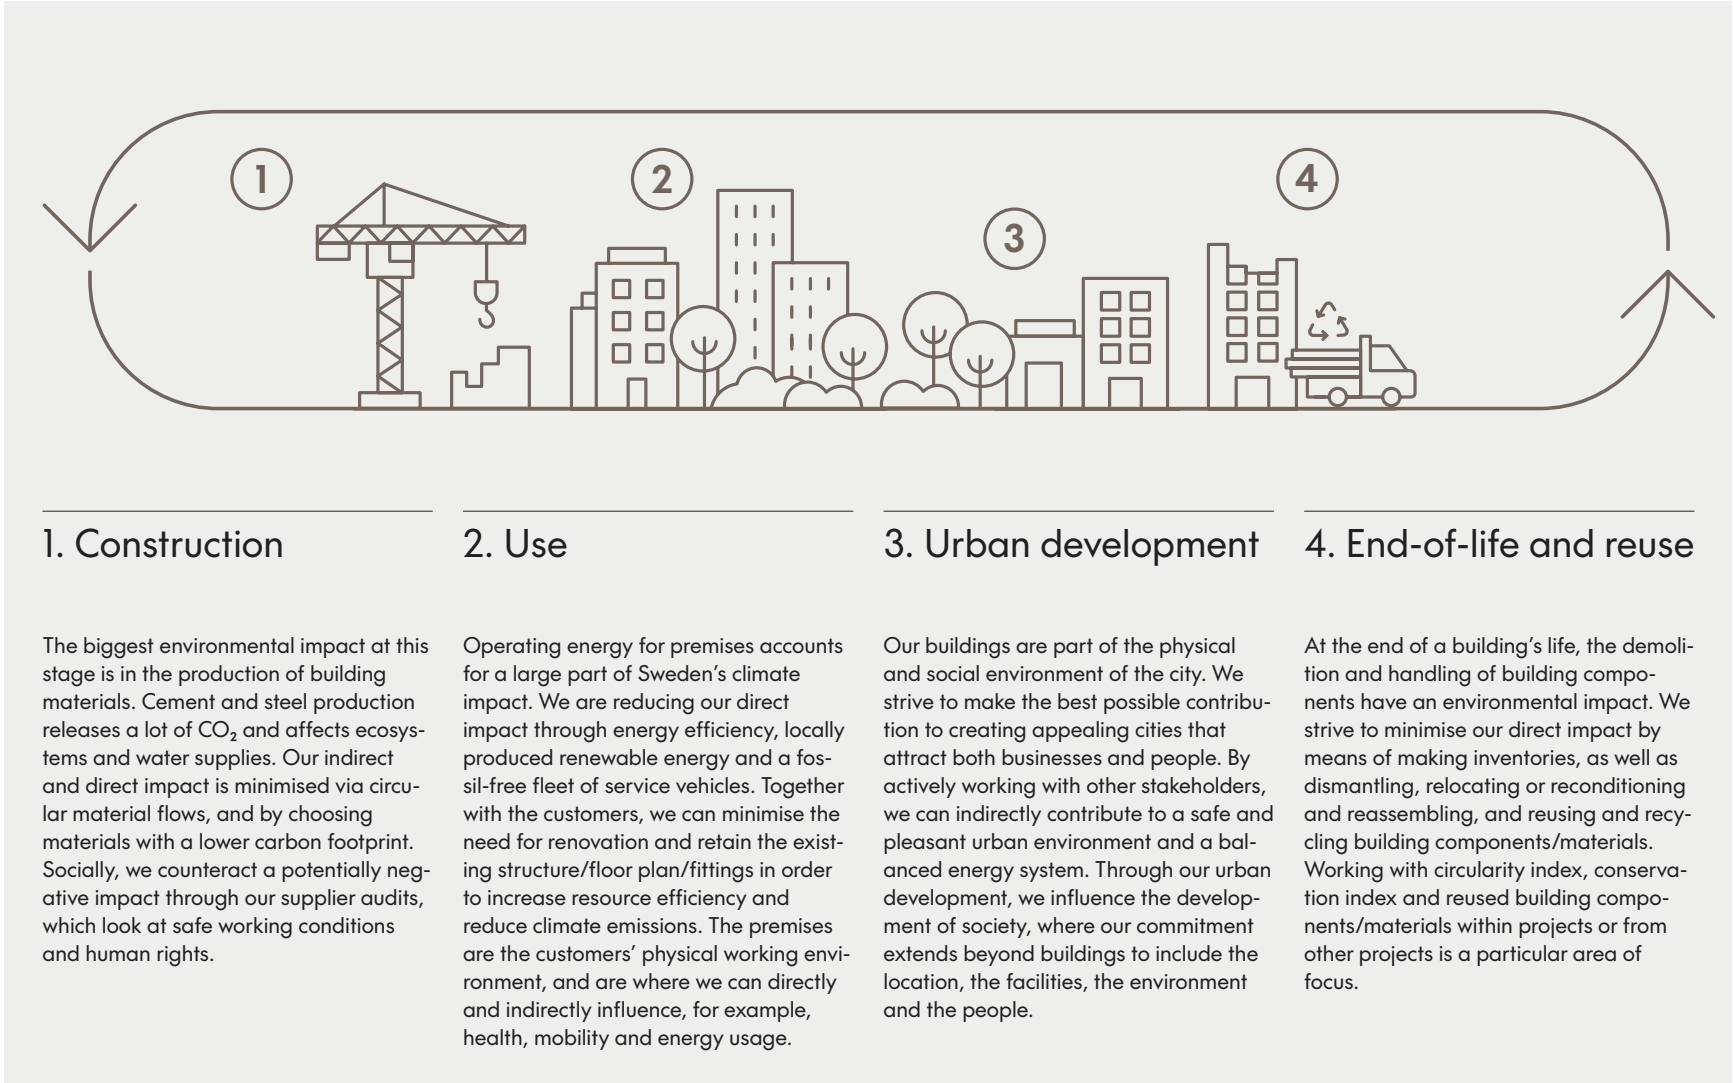 1
2
3
4
1. Construction
The biggest environmental impact at this
stage is in the production of building
materials. Cement and steel production
releases a lot of CO₂ and affects ecosys-
tems and water supplies. Our indirect
and direct impact is minimised via circu-
lar material flows, and by choosing
materials with a lower carbon footprint.
Socially, we counteract a potentially neg-
ative impact through our supplier audits,
which look at safe working conditions
and human rights.
2. Use
Operating energy for premises accounts
for a large part of Sweden’s climate
impact. We are reducing our direct
impact through energy efficiency, locally
produced renewable energy and a fos-
sil-free fleet of service vehicles. Together
with the customers, we can minimise the
need for renovation and retain the exist-
ing structure/floor plan/fittings in order
to increase resource efficiency and
reduce climate emissions. The premises
are the customers’ physical working envi-
ronment, and are where we can directly
and indirectly influence, for example,
health, mobility and energy usage.
3. Urban development
Our buildings are part of the physical
and social environment of the city. We
strive to make the best possible contribu-
tion to creating appealing cities that
attract both businesses and people. By
actively working with other stakeholders,
we can indirectly contribute to a safe and
pleasant urban environment and a bal-
anced energy system. Through our urban
development, we influence the develop-
ment of society, where our commitment
extends beyond buildings to include the
location, the facilities, the environment
and the people.
4. End-of-life and reuse
At the end of a building’s life, the demoli-
tion and handling of building compo-
nents have an environmental impact. We
strive to minimise our direct impact by
means of making inventories, as well as
dismantling, relocating or reconditioning
and reassembling, and reusing and recy-
cling building components/materials.
Working with circularity index, conserva-
tion index and reused building compo-
nents/materials within projects or from
other projects is a particular area of
focus.